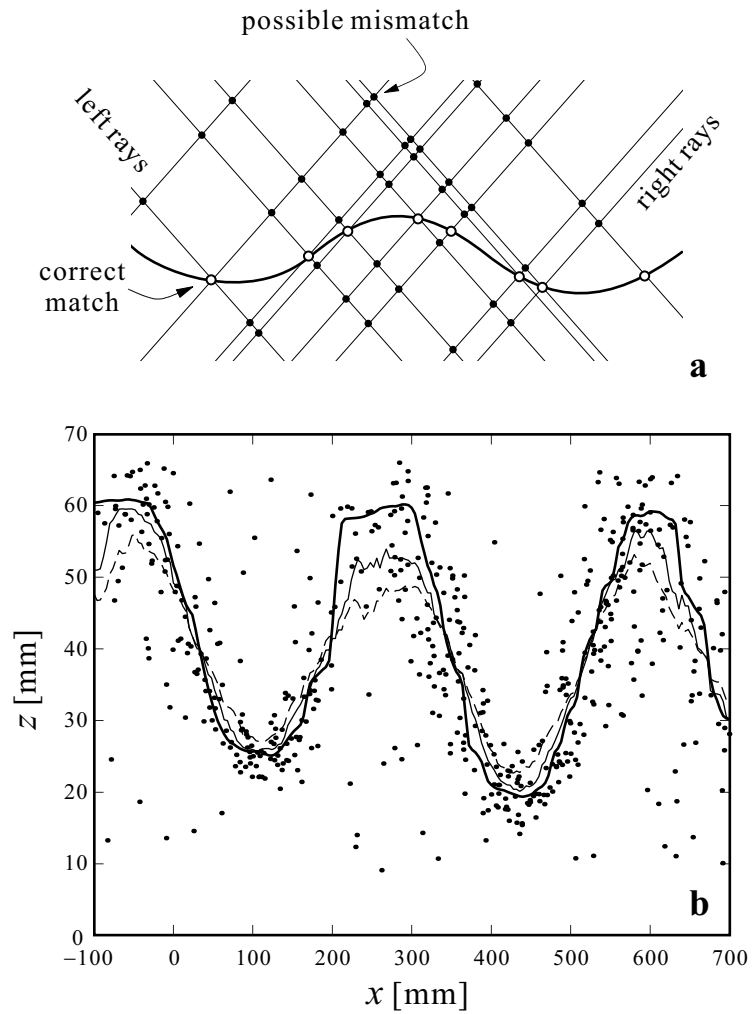 possible mismatch
left rays
right rays
correct
match
a
70
60
50
40
30
20
10
0
z [mm]
b
−100 0 100 200 300 400 500 600 700
x [mm]